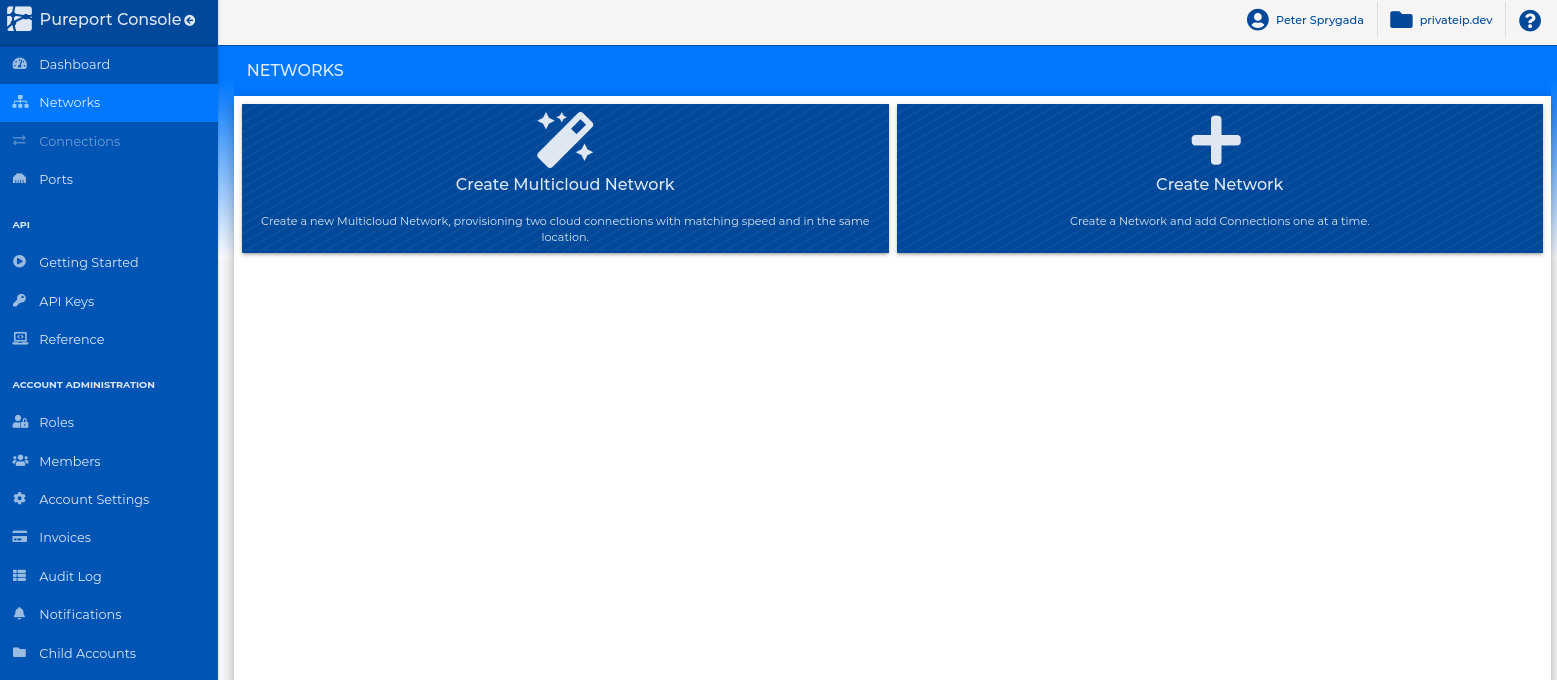 Pureport Console
Peter Sprygada
privateip.dev
Dashboard
Networks
Connections
Ports
API
Getting Started
API Keys
Reference
ACCOUNT ADMINISTRATION
Roles
Members
Account Settings
Invoices
Audit Log
Notifications
Child Accounts
NETWORKS
Create Multicloud Network
Create a new Multicloud Network, provisioning two cloud connections with matching speed and in the same
location.
Create Network
Create a Network and add Connections one at a time.